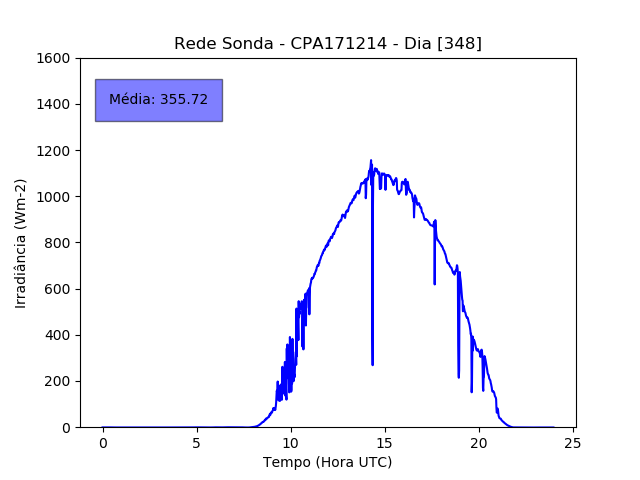 Rede Sonda - CPA171214 - Dia [348]
1600
1400
1200
1000
800
600
400
200
0
Média: 355.72
Irradiância (Wm-2)
0 5 10 15 20 25
Tempo (Hora UTC)